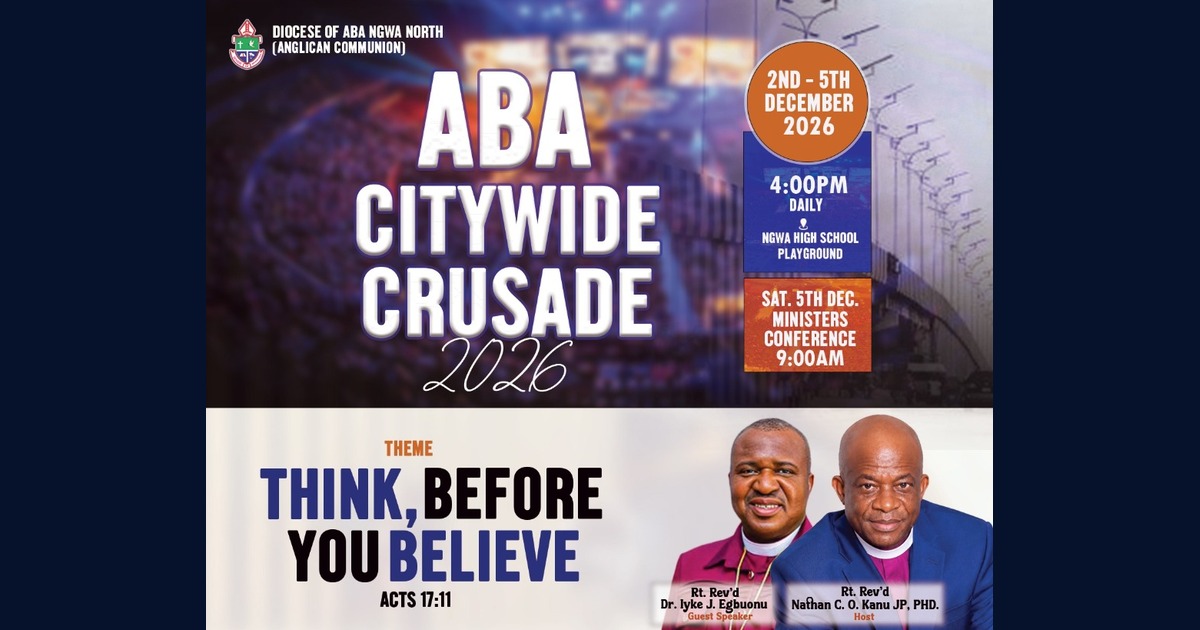 DIOCESE OF ABA NGWA NORTH
(ANGLICAN COMMUNION)
ABA
CITYWIDE
CRUSADE
2026
2ND - 5TH
DECEMBER
2026
4:00PM
DAILY
NGWA HIGH SCHOOL
PLAYGROUND
SAT. 5TH DEC.
MINISTERS
CONFERENCE
9:00AM
THEME
THINK, BEFORE
YOU BELIEVE
ACTS 17:11
Rt. Rev'd
Dr. Iyke J. Egbuonu
Guest Speaker
Rt. Rev'd
Nathan C. O. Kanu JP, PHD.
Host